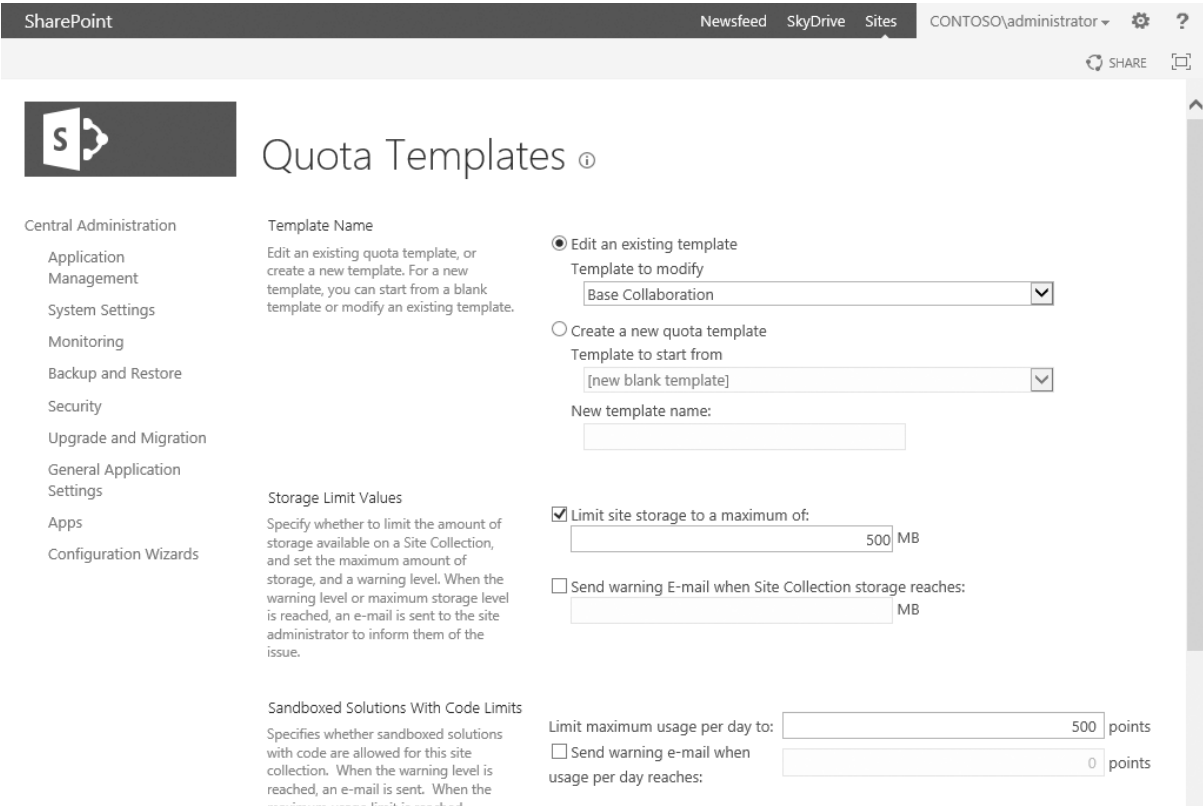 SharePoint
Newsfeed SkyDrive Sites CONTOSO\administrator ?
SHARE
S
Quota Templates
Central Administration
Application
Management
System Settings
Monitoring
Backup and Restore
Security
Upgrade and Migration
General Application
Settings
Apps
Configuration Wizards
Template Name
Edit an existing quota template, or
create a new template. For a new
template, you can start from a blank
template or modify an existing template.
Edit an existing template
Template to modify
Base Collaboration
Create a new quota template
Template to start from
[new blank template]
New template name:
Storage Limit Values
Specify whether to limit the amount of
storage available on a Site Collection,
and set the maximum amount of
storage, and a warning level. When the
warning level or maximum storage level
is reached, an e-mail is sent to the site
administrator to inform them of the
issue.
Limit site storage to a maximum of:
500 MB
Send warning E-mail when Site Collection storage reaches:
MB
Sandboxed Solutions With Code Limits
Specifies whether sandboxed solutions
with code are allowed for this site
collection. When the warning level is
reached, an e-mail is sent. When the
maximum usage limit is reached
Limit maximum usage per day to: 500 points
Send warning e-mail when
usage per day reaches: 0 points